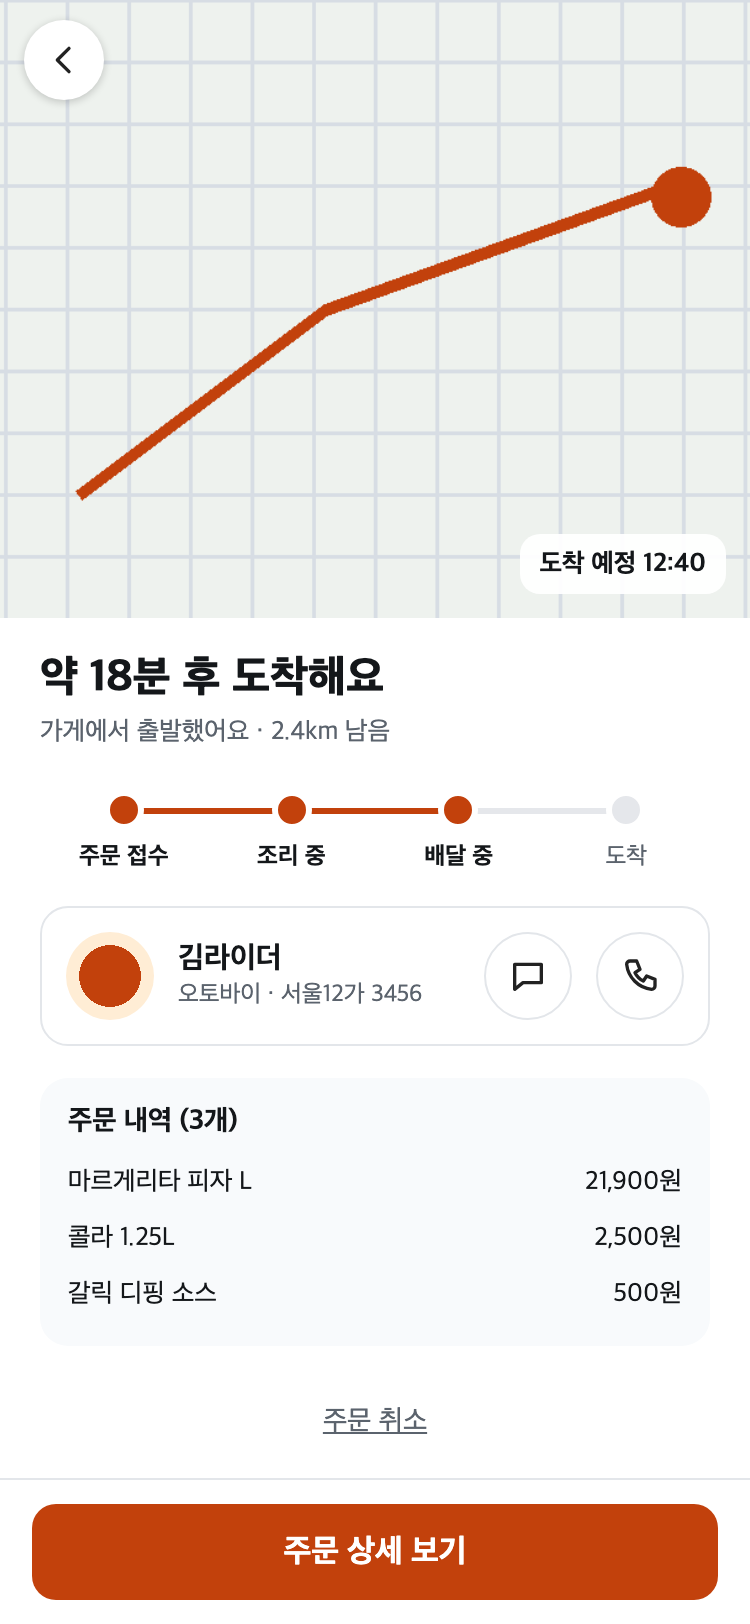 도착 예정 12:40
약 18분 후 도착해요
가게에서 출발했어요 · 2.4km 남음
주문 접수
조리 중
배달 중
도착
김라이더
오토바이 · 서울12가 3456
주문 내역 (3개)
마르게리타 피자 L 21,900원
콜라 1.25L 2,500원
갈릭 디핑 소스 500원
주문 취소
주문 상세 보기